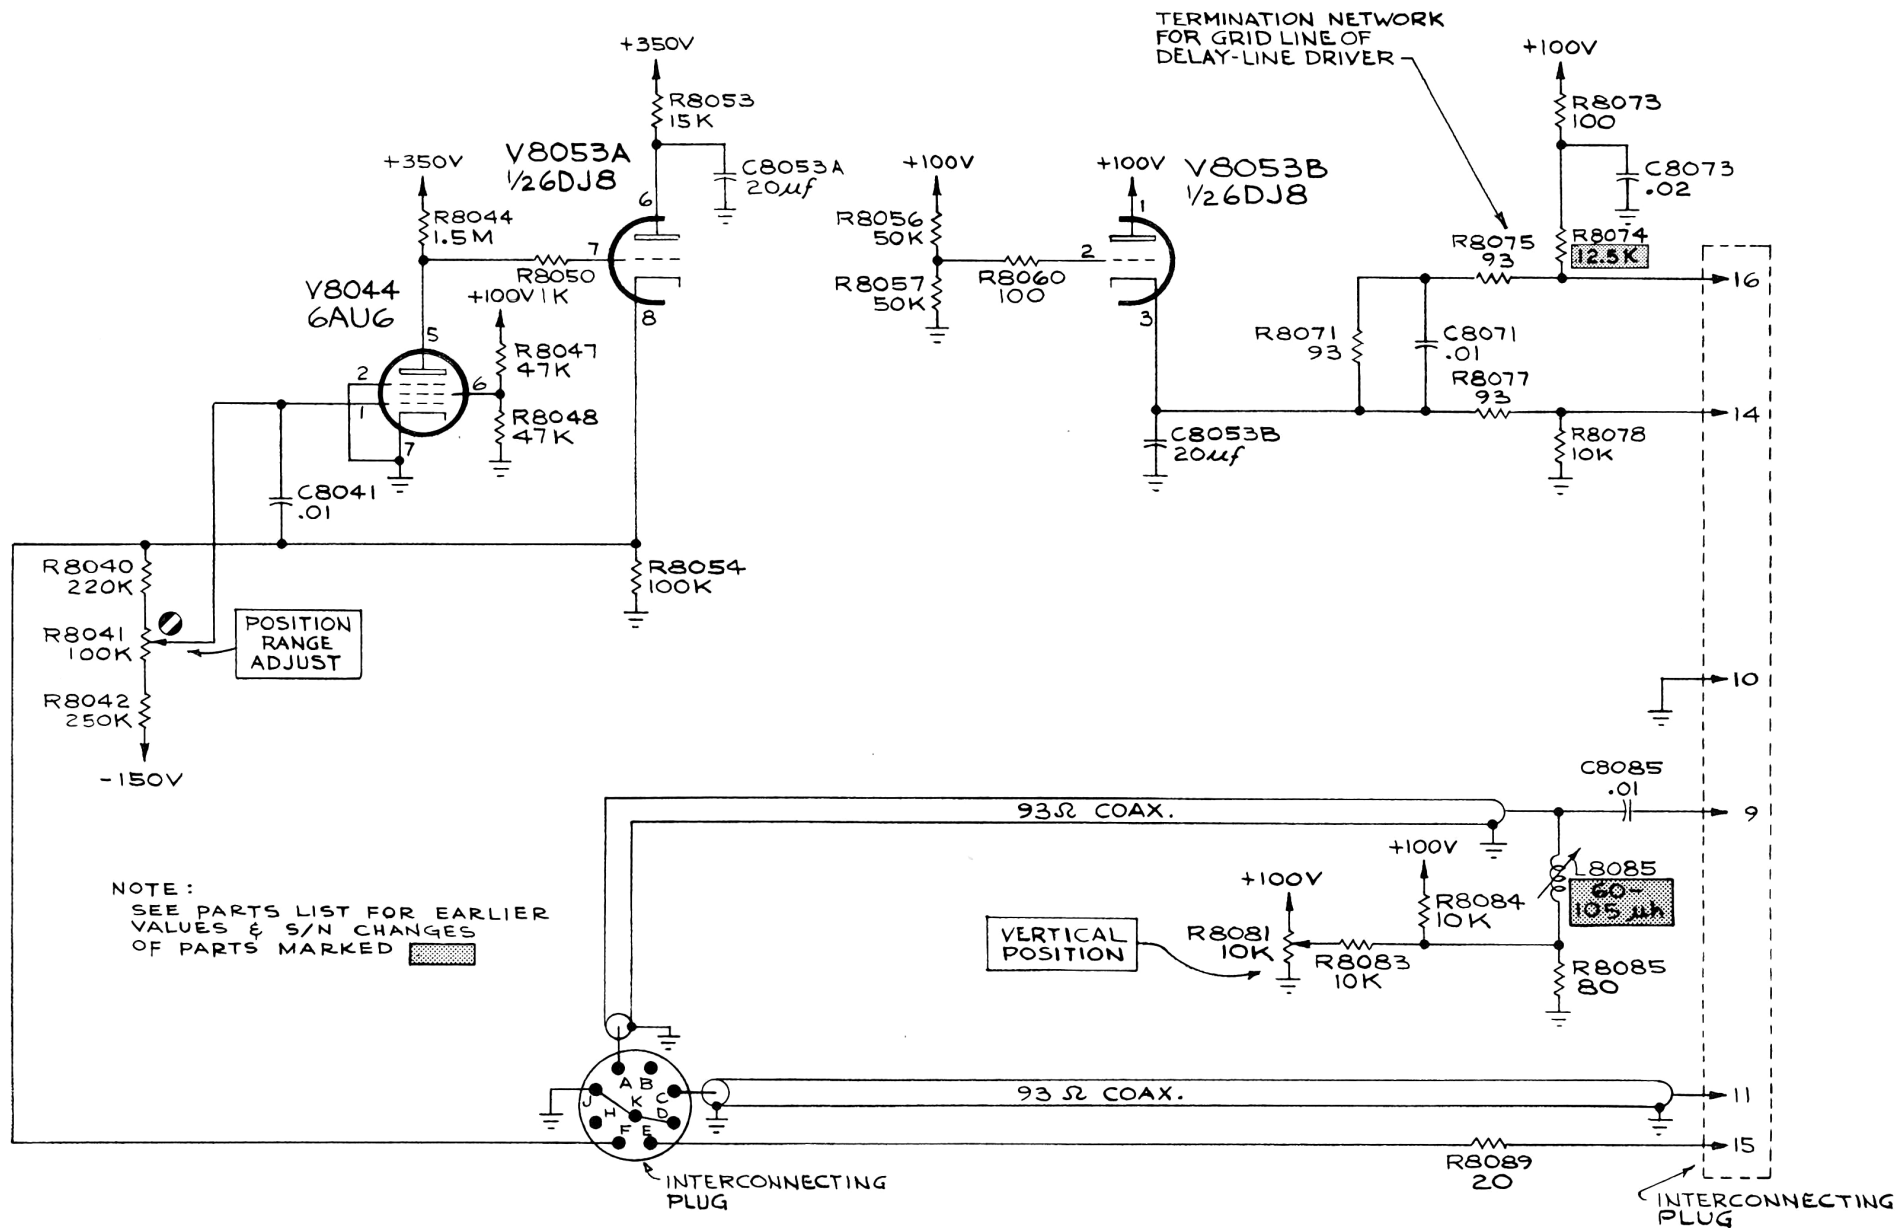 TERMINATION NETWORK
FOR GRID LINE OF
DELAY-LINE DRIVER
+350V
R8053
15K
V8053A
1/2 6DJ8
C8053A
20µf
6
7
8
+350V
R8044
1.5M
R8050
1K
V8044
6AU6
5
2
1
6
7
+100V
R8047
47K
R8048
47K
C8041
.01
R8040
220K
R8041
100K
R8042
250K
-150V
POSITION
RANGE
ADJUST
R8054
100K
+100V
R8056
50K
R8057
50K
R8060
100
+100V
V8053B
1/2 6DJ8
1
2
3
C8053B
20µf
R8071
93
C8071
.01
R8075
93
R8077
93
+100V
R8073
100
C8073
.02
R8074
12.5K
R8078
10K
16
14
10
9
11
15
C8085
.01
93Ω COAX.
+100V
R8084
10K
L8085
60-
105 µh
+100V
R8081
10K
R8083
10K
R8085
80
VERTICAL
POSITION
NOTE:
SEE PARTS LIST FOR EARLIER
VALUES & S/N CHANGES
OF PARTS MARKED
A
B
C
D
E
F
H
J
K
93 Ω COAX.
R8089
20
INTERCONNECTING
PLUG
INTERCONNECTING
PLUG